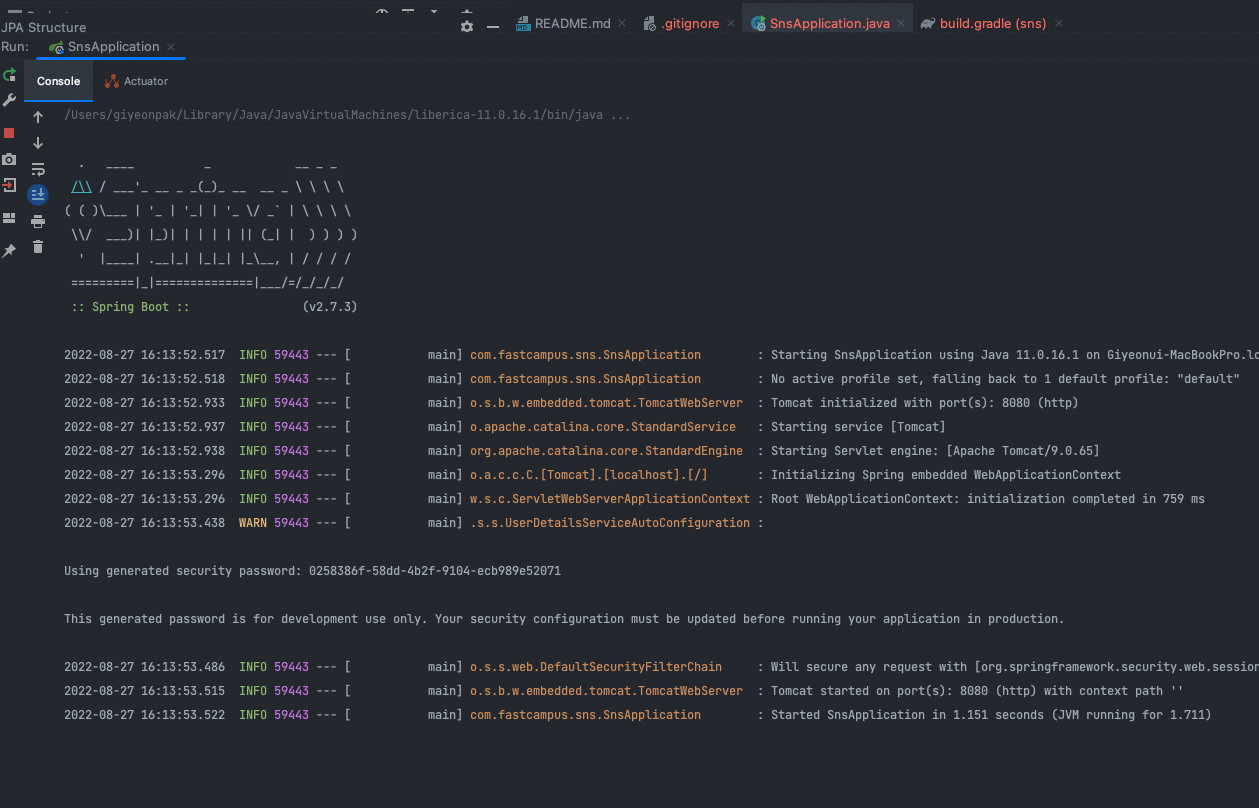 JPA Structure
README.md
.gitignore
SnsApplication.java
build.gradle (sns)
Run:
SnsApplication
Console
Actuator
/Users/giyeonpak/Library/Java/JavaVirtualMachines/liberica-11.0.16.1/bin/java ...
  .   ____          _            __ _ _
 /\\ / ___'_ __ _ _(_)_ __  __ _ \ \ \ \
( ( )\___ | '_ | '_| | '_ \/ _` | \ \ \ \
 \\/  ___)| |_)| | | | | || (_| |  ) ) ) )
  '  |____| .__|_| |_|_| |_\__, | / / / /
 =========|_|==============|___/=/_/_/_/
 :: Spring Boot ::                (v2.7.3)
2022-08-27 16:13:52.517  INFO 59443 --- [           main] com.fastcampus.sns.SnsApplication        : Starting SnsApplication using Java 11.0.16.1 on Giyeonui-MacBookPro.lo
2022-08-27 16:13:52.518  INFO 59443 --- [           main] com.fastcampus.sns.SnsApplication        : No active profile set, falling back to 1 default profile: "default"
2022-08-27 16:13:52.933  INFO 59443 --- [           main] o.s.b.w.embedded.tomcat.TomcatWebServer  : Tomcat initialized with port(s): 8080 (http)
2022-08-27 16:13:52.937  INFO 59443 --- [           main] o.apache.catalina.core.StandardService   : Starting service [Tomcat]
2022-08-27 16:13:52.938  INFO 59443 --- [           main] org.apache.catalina.core.StandardEngine  : Starting Servlet engine: [Apache Tomcat/9.0.65]
2022-08-27 16:13:53.296  INFO 59443 --- [           main] o.a.c.c.C.[Tomcat].[localhost].[/]       : Initializing Spring embedded WebApplicationContext
2022-08-27 16:13:53.296  INFO 59443 --- [           main] w.s.c.ServletWebServerApplicationContext : Root WebApplicationContext: initialization completed in 759 ms
2022-08-27 16:13:53.438  WARN 59443 --- [           main] .s.s.UserDetailsServiceAutoConfiguration :
Using generated security password: 0258386f-58dd-4b2f-9104-ecb989e52071
This generated password is for development use only. Your security configuration must be updated before running your application in production.
2022-08-27 16:13:53.486  INFO 59443 --- [           main] o.s.s.web.DefaultSecurityFilterChain     : Will secure any request with [org.springframework.security.web.session
2022-08-27 16:13:53.515  INFO 59443 --- [           main] o.s.b.w.embedded.tomcat.TomcatWebServer  : Tomcat started on port(s): 8080 (http) with context path ''
2022-08-27 16:13:53.522  INFO 59443 --- [           main] com.fastcampus.sns.SnsApplication        : Started SnsApplication in 1.151 seconds (JVM running for 1.711)